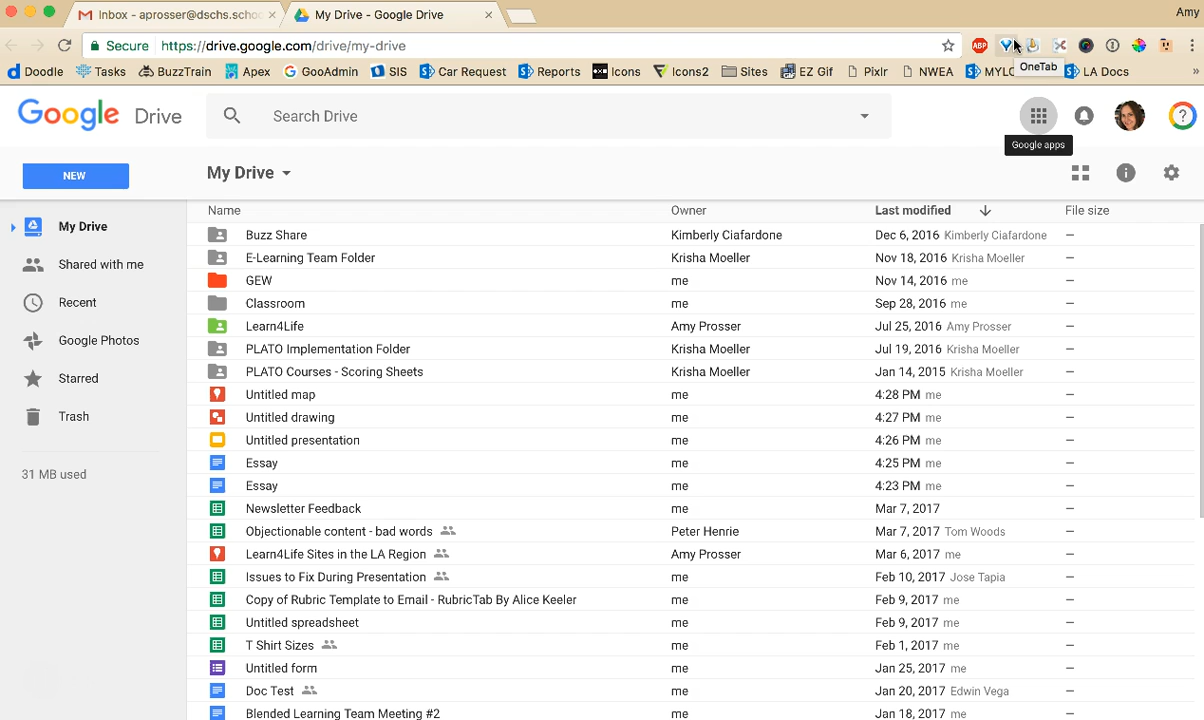 Inbox - aprosser@dschs.schoo
My Drive - Google Drive
Amy
Secure https://drive.google.com/drive/my-drive
ABP
OneTab
Doodle Tasks BuzzTrain Apex GooAdmin SIS Car Request Reports Icons Icons2 Sites EZ Gif Pixlr NWEA MYLC LA Docs »
Google Drive
Search Drive
Google apps
NEW
My Drive
My Drive
Shared with me
Recent
Google Photos
Starred
Trash
31 MB used
Name Owner Last modified File size
Buzz Share Kimberly Ciafardone Dec 6, 2016 Kimberly Ciafardone –
E-Learning Team Folder Krisha Moeller Nov 18, 2016 Krisha Moeller –
GEW me Nov 14, 2016 me –
Classroom me Sep 28, 2016 me –
Learn4Life Amy Prosser Jul 25, 2016 Amy Prosser –
PLATO Implementation Folder Krisha Moeller Jul 19, 2016 Krisha Moeller –
PLATO Courses - Scoring Sheets Krisha Moeller Jan 14, 2015 Krisha Moeller –
Untitled map me 4:28 PM me –
Untitled drawing me 4:27 PM me –
Untitled presentation me 4:26 PM me –
Essay me 4:25 PM me –
Essay me 4:23 PM me –
Newsletter Feedback me Mar 7, 2017 –
Objectionable content - bad words Peter Henrie Mar 7, 2017 Tom Woods –
Learn4Life Sites in the LA Region Amy Prosser Mar 6, 2017 me –
Issues to Fix During Presentation me Feb 10, 2017 Jose Tapia –
Copy of Rubric Template to Email - RubricTab By Alice Keeler me Feb 9, 2017 me –
Untitled spreadsheet me Feb 9, 2017 me –
T Shirt Sizes me Feb 1, 2017 me –
Untitled form me Jan 25, 2017 me –
Doc Test me Jan 20, 2017 Edwin Vega –
Blended Learning Team Meeting #2 me Jan 18, 2017 me –